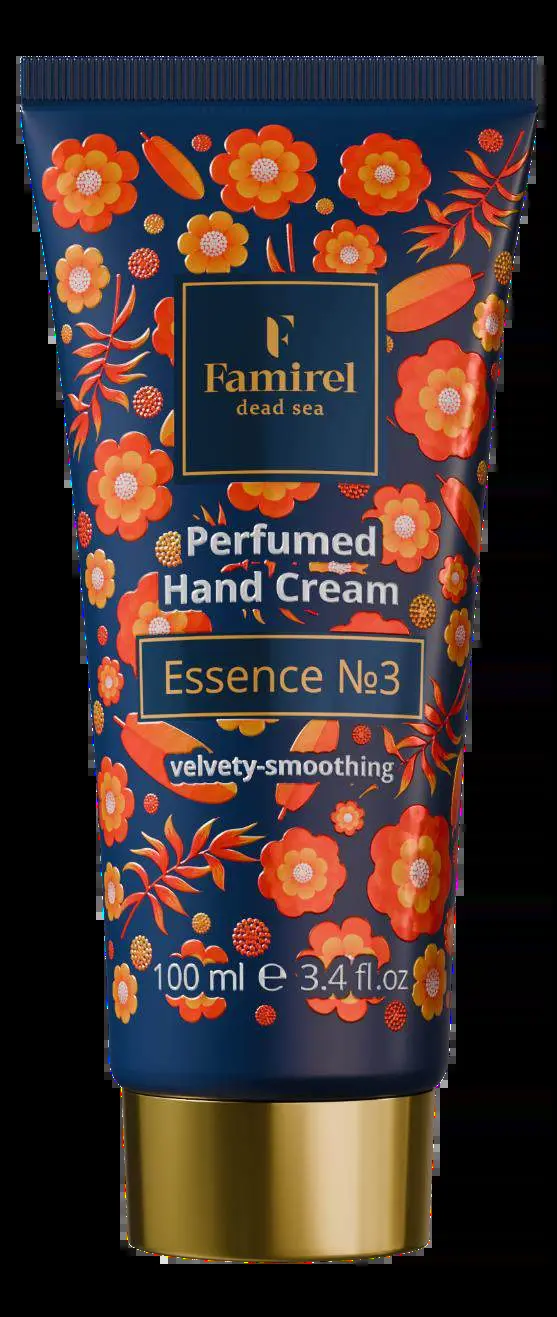 F
Famirel
dead sea
Perfumed
Hand Cream
Essence №3
velvety-smoothing
100 ml ℮ 3.4 fl.oz